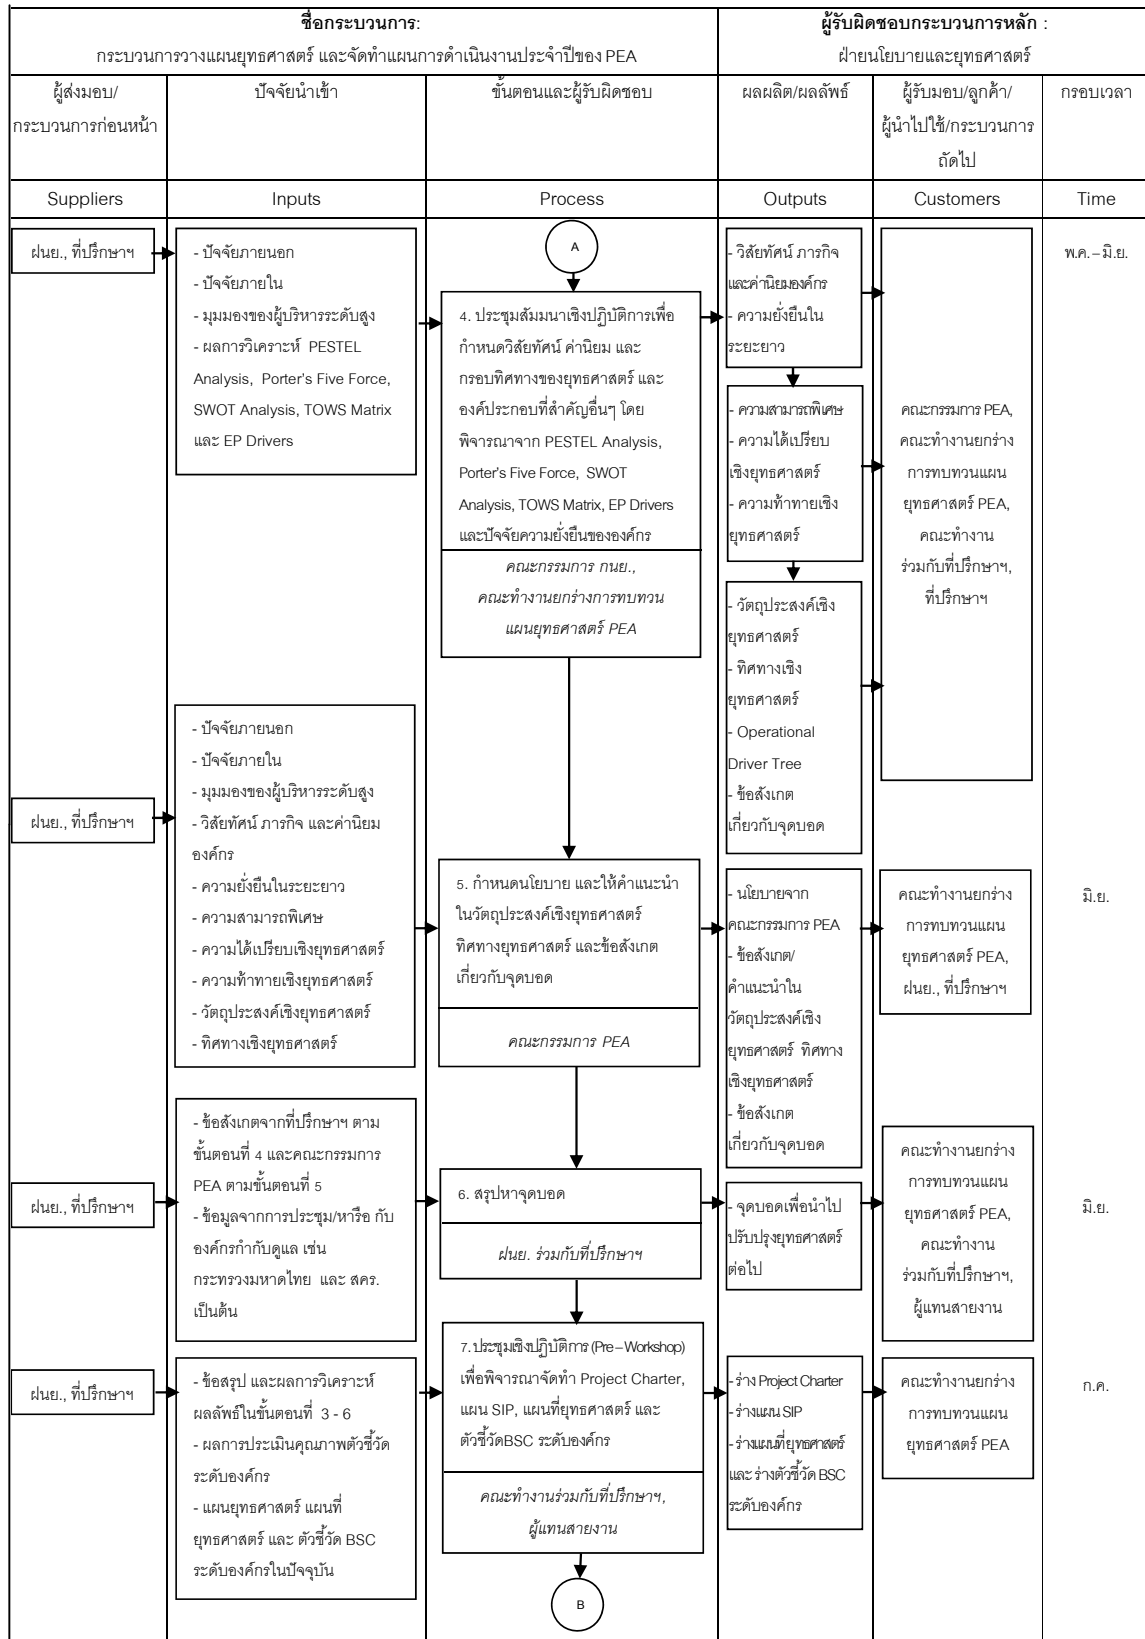 ชื่อกระบวนการ:
กระบวนการวางแผนยุทธศาสตร์ และจัดทำแผนการดำเนินงานประจำปีของ PEA
ผู้รับผิดชอบกระบวนการหลัก :
ฝ่ายนโยบายและยุทธศาสตร์
ผู้ส่งมอบ/
กระบวนการก่อนหน้า
ปัจจัยนำเข้า
ขั้นตอนและผู้รับผิดชอบ
ผลผลิต/ผลลัพธ์
ผู้รับมอบ/ลูกค้า/
ผู้นำไปใช้/กระบวนการ
ถัดไป
กรอบเวลา
Suppliers
Inputs
Process
Outputs
Customers
Time
ฝนย., ที่ปรึกษาฯ
- ปัจจัยภายนอก
- ปัจจัยภายใน
- มุมมองของผู้บริหารระดับสูง
- ผลการวิเคราะห์ PESTEL
Analysis, Porter's Five Force,
SWOT Analysis, TOWS Matrix
และ EP Drivers
A
4. ประชุมสัมมนาเชิงปฏิบัติการเพื่อ
กำหนดวิสัยทัศน์ ค่านิยม และ
กรอบทิศทางของยุทธศาสตร์ และ
องค์ประกอบที่สำคัญอื่นๆ โดย
พิจารณาจาก PESTEL Analysis,
Porter's Five Force, SWOT
Analysis, TOWS Matrix, EP Drivers
และปัจจัยความยั่งยืนขององค์กร
คณะกรรมการ กนย.,
คณะทำงานยกร่างการทบทวน
แผนยุทธศาสตร์ PEA
- วิสัยทัศน์ ภารกิจ
และค่านิยมองค์กร
- ความยั่งยืนใน
ระยะยาว
- ความสามารถพิเศษ
- ความได้เปรียบ
เชิงยุทธศาสตร์
- ความท้าทายเชิง
ยุทธศาสตร์
- วัตถุประสงค์เชิง
ยุทธศาสตร์
- ทิศทางเชิง
ยุทธศาสตร์
- Operational
Driver Tree
- ข้อสังเกต
เกี่ยวกับจุดบอด
คณะกรรมการ PEA,
คณะทำงานยกร่าง
การทบทวนแผน
ยุทธศาสตร์ PEA,
คณะทำงาน
ร่วมกับที่ปรึกษาฯ,
ที่ปรึกษาฯ
พ.ค.–มิ.ย.
ฝนย., ที่ปรึกษาฯ
- ปัจจัยภายนอก
- ปัจจัยภายใน
- มุมมองของผู้บริหารระดับสูง
- วิสัยทัศน์ ภารกิจ และค่านิยม
องค์กร
- ความยั่งยืนในระยะยาว
- ความสามารถพิเศษ
- ความได้เปรียบเชิงยุทธศาสตร์
- ความท้าทายเชิงยุทธศาสตร์
- วัตถุประสงค์เชิงยุทธศาสตร์
- ทิศทางเชิงยุทธศาสตร์
5. กำหนดนโยบาย และให้คำแนะนำ
ในวัตถุประสงค์เชิงยุทธศาสตร์
ทิศทางยุทธศาสตร์ และข้อสังเกต
เกี่ยวกับจุดบอด
คณะกรรมการ PEA
- นโยบายจาก
คณะกรรมการ PEA
- ข้อสังเกต/
คำแนะนำใน
วัตถุประสงค์เชิง
ยุทธศาสตร์ ทิศทาง
เชิงยุทธศาสตร์
- ข้อสังเกต
เกี่ยวกับจุดบอด
คณะทำงานยกร่าง
การทบทวนแผน
ยุทธศาสตร์ PEA,
ฝนย., ที่ปรึกษาฯ
มิ.ย.
ฝนย., ที่ปรึกษาฯ
- ข้อสังเกตจากที่ปรึกษาฯ ตาม
ขั้นตอนที่ 4 และคณะกรรมการ
PEA ตามขั้นตอนที่ 5
- ข้อมูลจากการประชุม/หารือ กับ
องค์กรกำกับดูแล เช่น
กระทรวงมหาดไทย และ สคร.
เป็นต้น
6. สรุปหาจุดบอด
ฝนย. ร่วมกับที่ปรึกษาฯ
- จุดบอดเพื่อนำไป
ปรับปรุงยุทธศาสตร์
ต่อไป
คณะทำงานยกร่าง
การทบทวนแผน
ยุทธศาสตร์ PEA,
คณะทำงาน
ร่วมกับที่ปรึกษาฯ,
ผู้แทนสายงาน
มิ.ย.
ฝนย., ที่ปรึกษาฯ
- ข้อสรุป และผลการวิเคราะห์
ผลลัพธ์ในขั้นตอนที่ 3 - 6
- ผลการประเมินคุณภาพตัวชี้วัด
ระดับองค์กร
- แผนยุทธศาสตร์ แผนที่
ยุทธศาสตร์ และ ตัวชี้วัด BSC
ระดับองค์กรในปัจจุบัน
7. ประชุมเชิงปฏิบัติการ (Pre–Workshop)
เพื่อพิจารณาจัดทำ Project Charter,
แผน SIP, แผนที่ยุทธศาสตร์ และ
ตัวชี้วัดBSC ระดับองค์กร
คณะทำงานร่วมกับที่ปรึกษาฯ,
ผู้แทนสายงาน
B
- ร่าง Project Charter
- ร่างแผน SIP
- ร่างแผนที่ยุทธศาสตร์
และ ร่างตัวชี้วัด BSC
ระดับองค์กร
คณะทำงานยกร่าง
การทบทวนแผน
ยุทธศาสตร์ PEA
ก.ค.